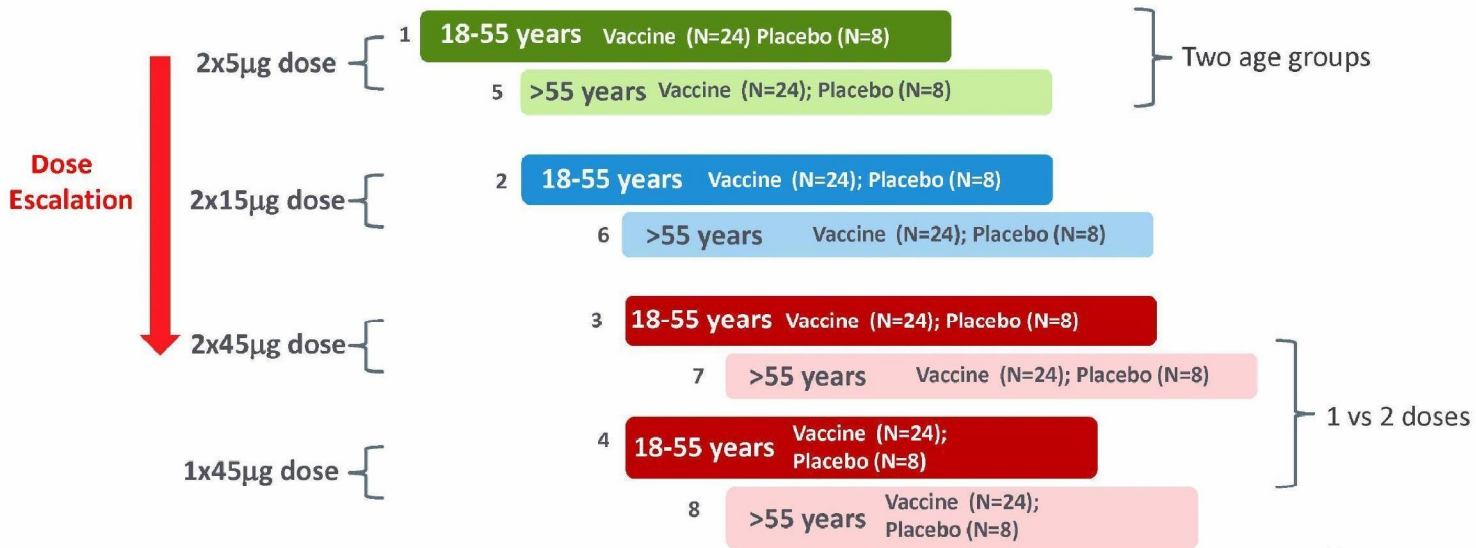 1 18-55 years Vaccine (N=24) Placebo (N=8)
2x5μg dose
Two age groups
5 >55 years Vaccine (N=24); Placebo (N=8)
Dose
Escalation
2 18-55 years Vaccine (N=24); Placebo (N=8)
2x15μg dose
6 >55 years Vaccine (N=24); Placebo (N=8)
3 18-55 years Vaccine (N=24); Placebo (N=8)
2x45μg dose
7 >55 years Vaccine (N=24); Placebo (N=8)
1 vs 2 doses
4 18-55 years Vaccine (N=24);
Placebo (N=8)
1x45μg dose
8 >55 years Vaccine (N=24);
Placebo (N=8)